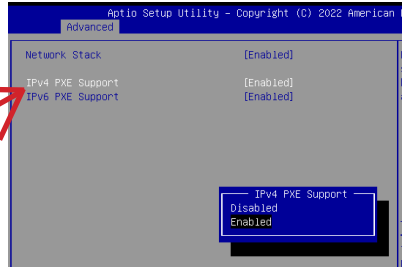 Aptio Setup Utility – Copyright (C) 2022 American
Advanced
Network Stack [Enabled]
IPv4 PXE Support [Enabled]
IPv6 PXE Support [Enabled]
IPv4 PXE Support
Disabled
Enabled